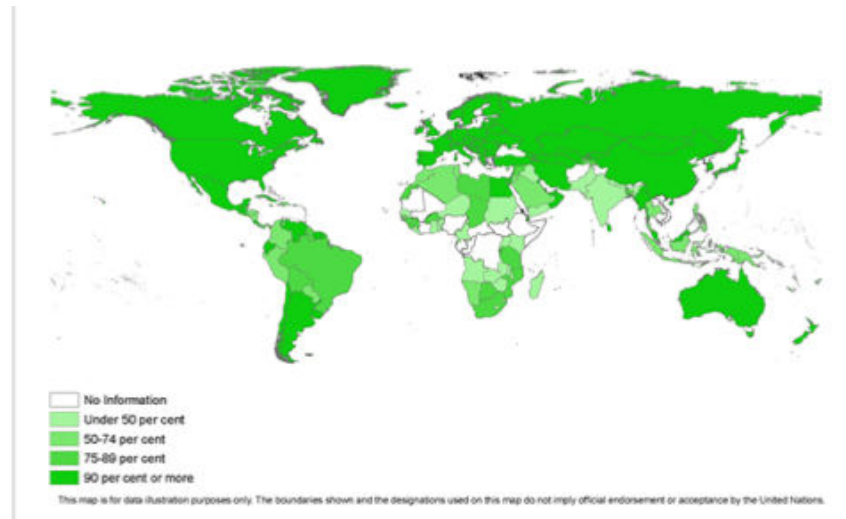 No Information
Under 50 per cent
50-74 per cent
75-89 per cent
90 per cent or more
This map is for data illustration purposes only. The boundaries shown and the designations used on this map do not imply official endorsement or acceptance by the United Nations.